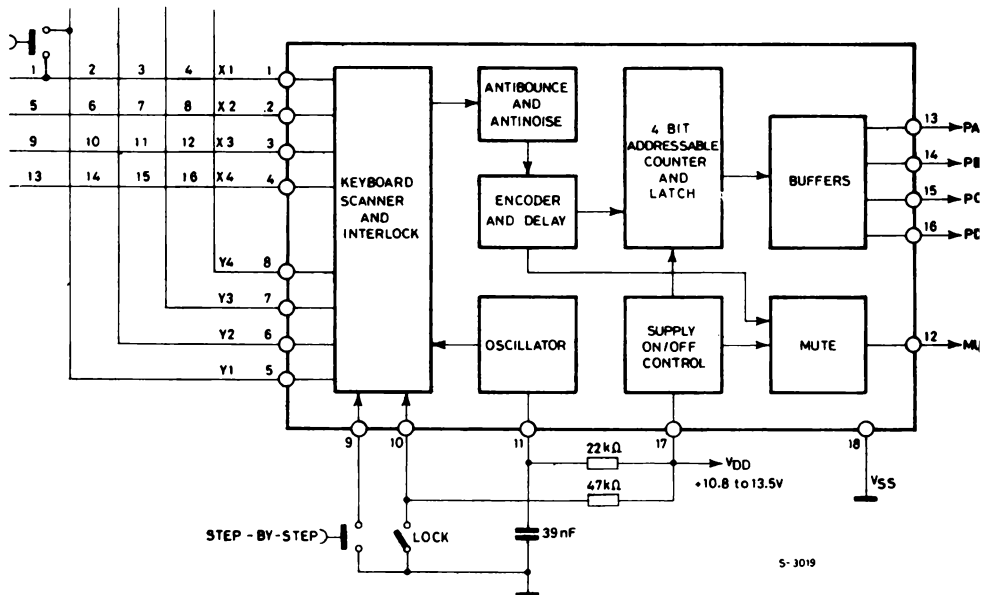 1 2 3 4 X1 1
5 6 7 8 X2 2
9 10 11 12 X3 3
13 14 15 16 X4 4
Y4 8
Y3 7
Y2 6
Y1 5
KEYBOARD
SCANNER
AND
INTERLOCK
ANTIBOUNCE
AND
ANTINOISE
ENCODER
AND DELAY
OSCILLATOR
4 BIT
ADDRESSABLE
COUNTER
AND
LATCH
SUPPLY
ON/OFF
CONTROL
BUFFERS
MUTE
13 PA
14
15
16
12
9 10 11 17 18
22kΩ
47kΩ
VDD
+10.8 to 13.5V
VSS
39nF
STEP-BY-STEP
LOCK
S-3019